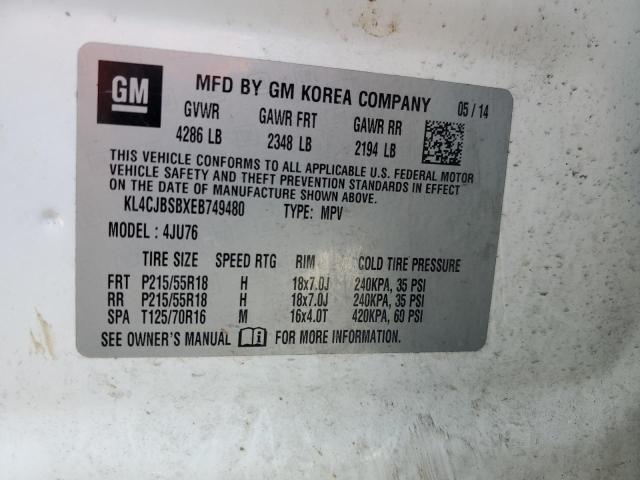 GM
MFD BY GM KOREA COMPANY 05 / 14
GVWR GAWR FRT GAWR RR
4286 LB 2348 LB 2194 LB
THIS VEHICLE CONFORMS TO ALL APPLICABLE U.S. FEDERAL MOTOR
VEHICLE SAFETY AND THEFT PREVENTION STANDARDS IN EFFECT ON
THE DATE OF MANUFACTURE SHOWN ABOVE.
KL4CJBSBXEB749480 TYPE: MPV
MODEL : 4JU76
TIRE SIZE SPEED RTG RIM COLD TIRE PRESSURE
FRT P215/55R18 H 18x7.0J 240KPA, 35 PSI
RR P215/55R18 H 18x7.0J 240KPA, 35 PSI
SPA T125/70R16 M 16x4.0T 420KPA, 60 PSI
SEE OWNER'S MANUAL FOR MORE INFORMATION.